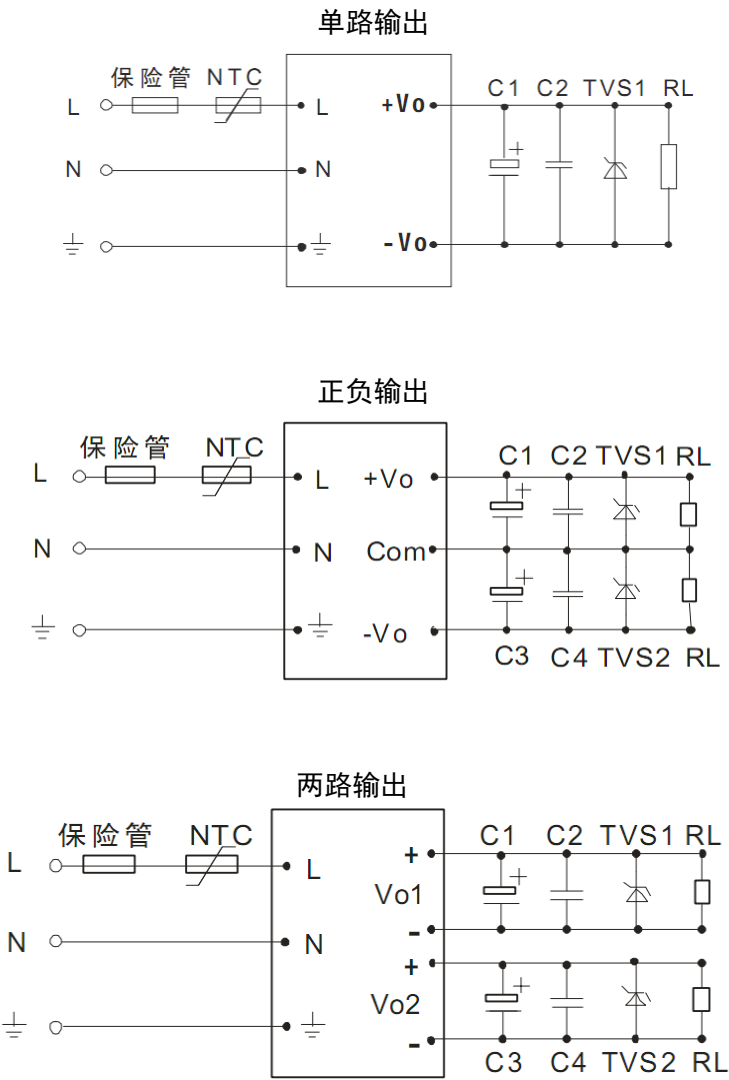 单路输出
保险管 NTC C1 C2 TVS1 RL
L L +Vo
N N
-Vo
正负输出
保险管 NTC C1 C2 TVS1 RL
L L +Vo
N N Com
-Vo
C3 C4 TVS2 RL
两路输出
保险管 NTC C1 C2 TVS1 RL
L L +
Vo1
N N -
+
Vo2
-
C3 C4 TVS2 RL